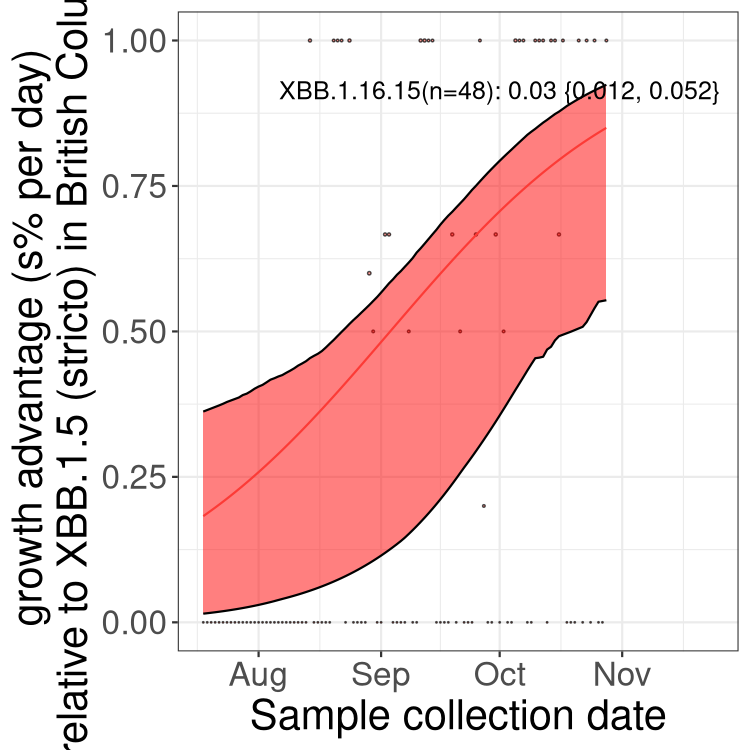 growth advantage (s% per day)
relative to XBB.1.5 (stricto) in British Colu
1.00
0.75
0.50
0.25
0.00
XBB.1.16.15(n=48): 0.03 {0.012, 0.052}
Aug Sep Oct Nov
Sample collection date